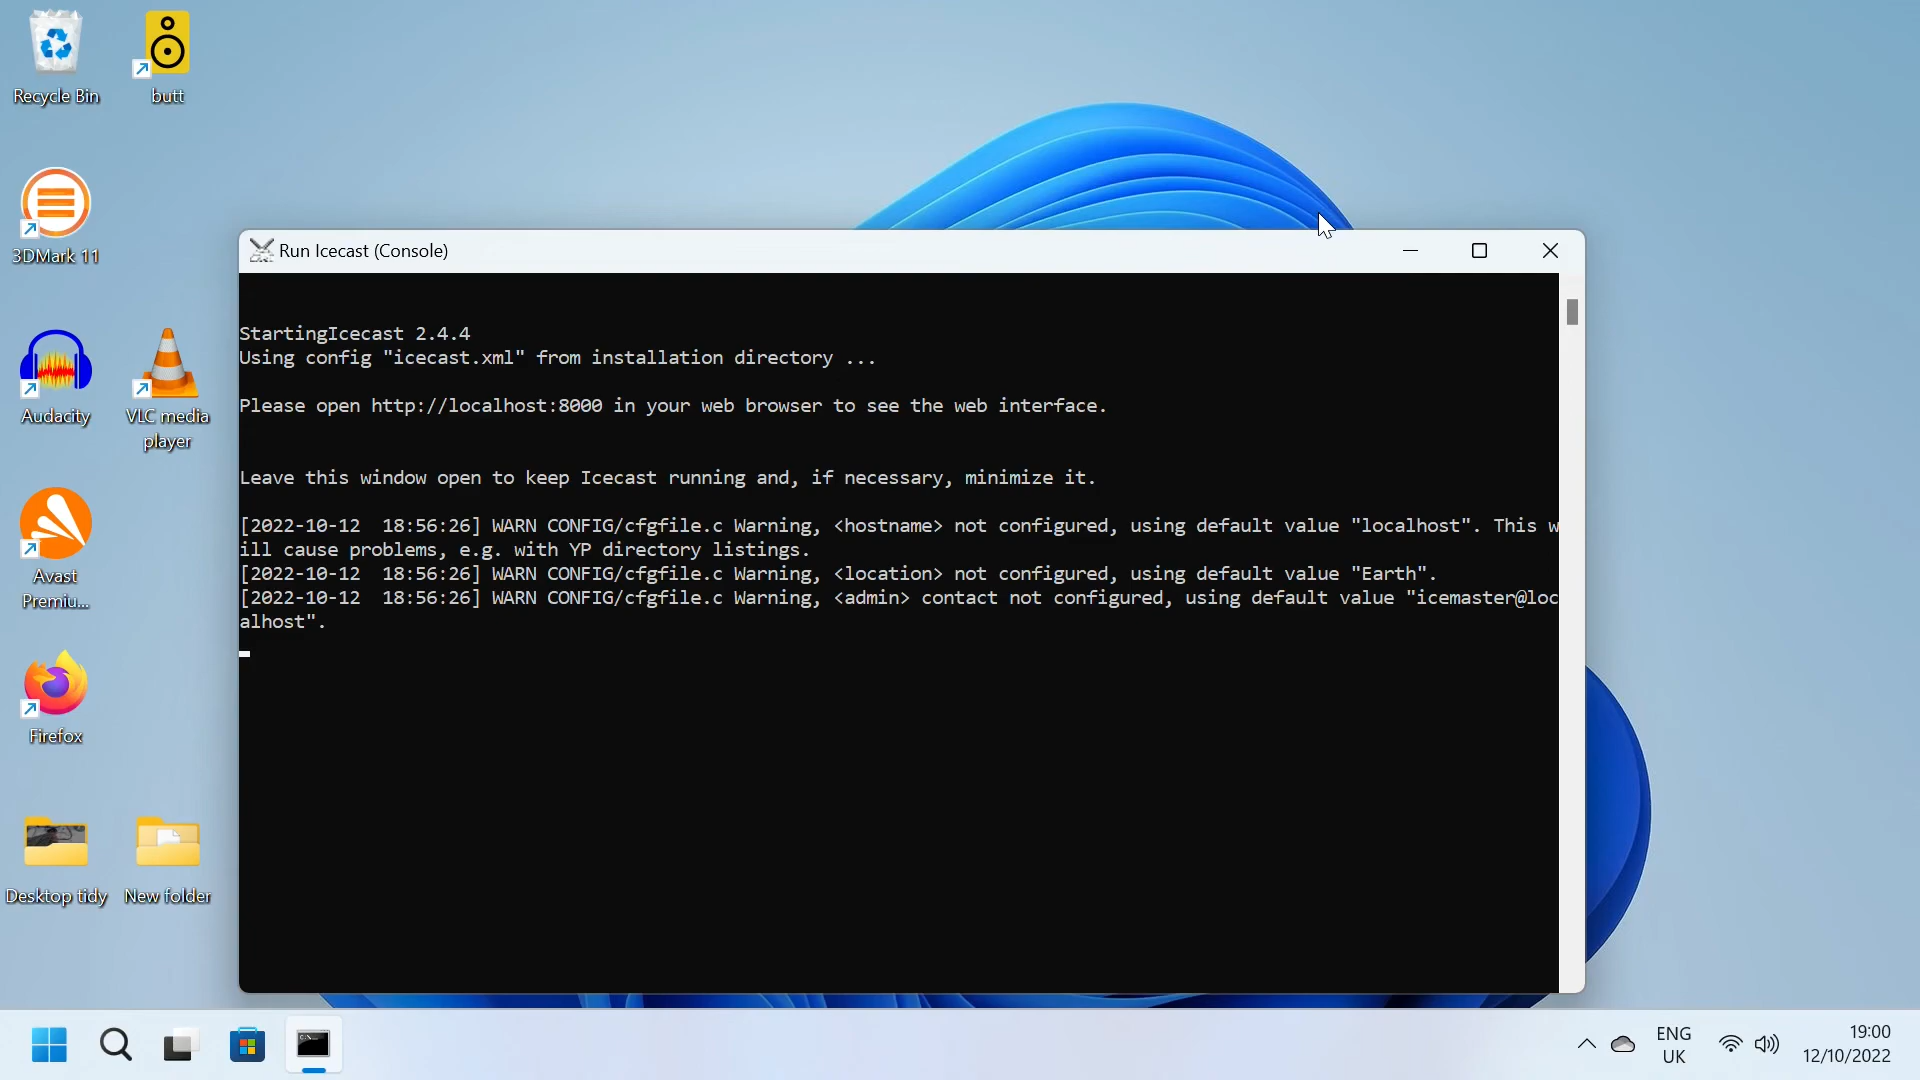 Recycle Bin
butt
3DMark 11
Audacity
VLC media
player
Avast
Premiu...
Firefox
Desktop tidy
New folder
Run Icecast (Console)
StartingIcecast 2.4.4
Using config "icecast.xml" from installation directory ...
Please open http://localhost:8000 in your web browser to see the web interface.
Leave this window open to keep Icecast running and, if necessary, minimize it.
[2022-10-12  18:56:26] WARN CONFIG/cfgfile.c Warning, <hostname> not configured, using default value "localhost". This w
ill cause problems, e.g. with YP directory listings.
[2022-10-12  18:56:26] WARN CONFIG/cfgfile.c Warning, <location> not configured, using default value "Earth".
[2022-10-12  18:56:26] WARN CONFIG/cfgfile.c Warning, <admin> contact not configured, using default value "icemaster@loc
alhost".
ENG
UK
19:00
12/10/2022